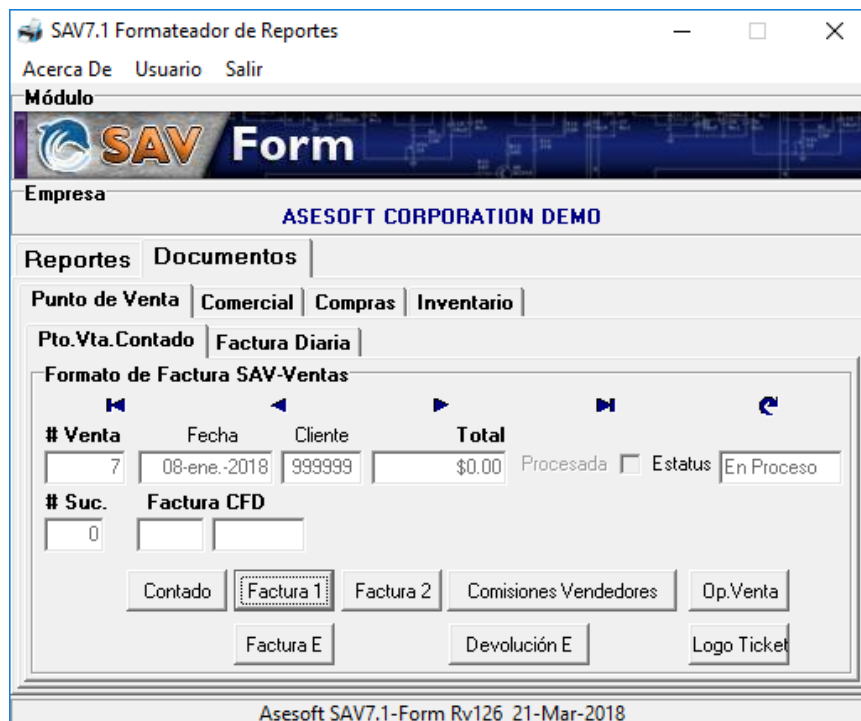 SAV7.1 Formateador de Reportes
Acerca De Usuario Salir
Módulo
SAV Form
Empresa
ASESOFT CORPORATION DEMO
Reportes Documentos
Punto de Venta Comercial Compras Inventario
Pto.Vta.Contado Factura Diaria
Formato de Factura SAV-Ventas
# Venta Fecha Cliente Total
7 08-ene.-2018 999999 $0.00 Procesada Estatus En Proceso
# Suc. Factura CFD
0
Contado Factura 1 Factura 2 Comisiones Vendedores Op.Venta
Factura E Devolución E Logo Ticket
Asesoft SAV7.1-Form Rv126 21-Mar-2018